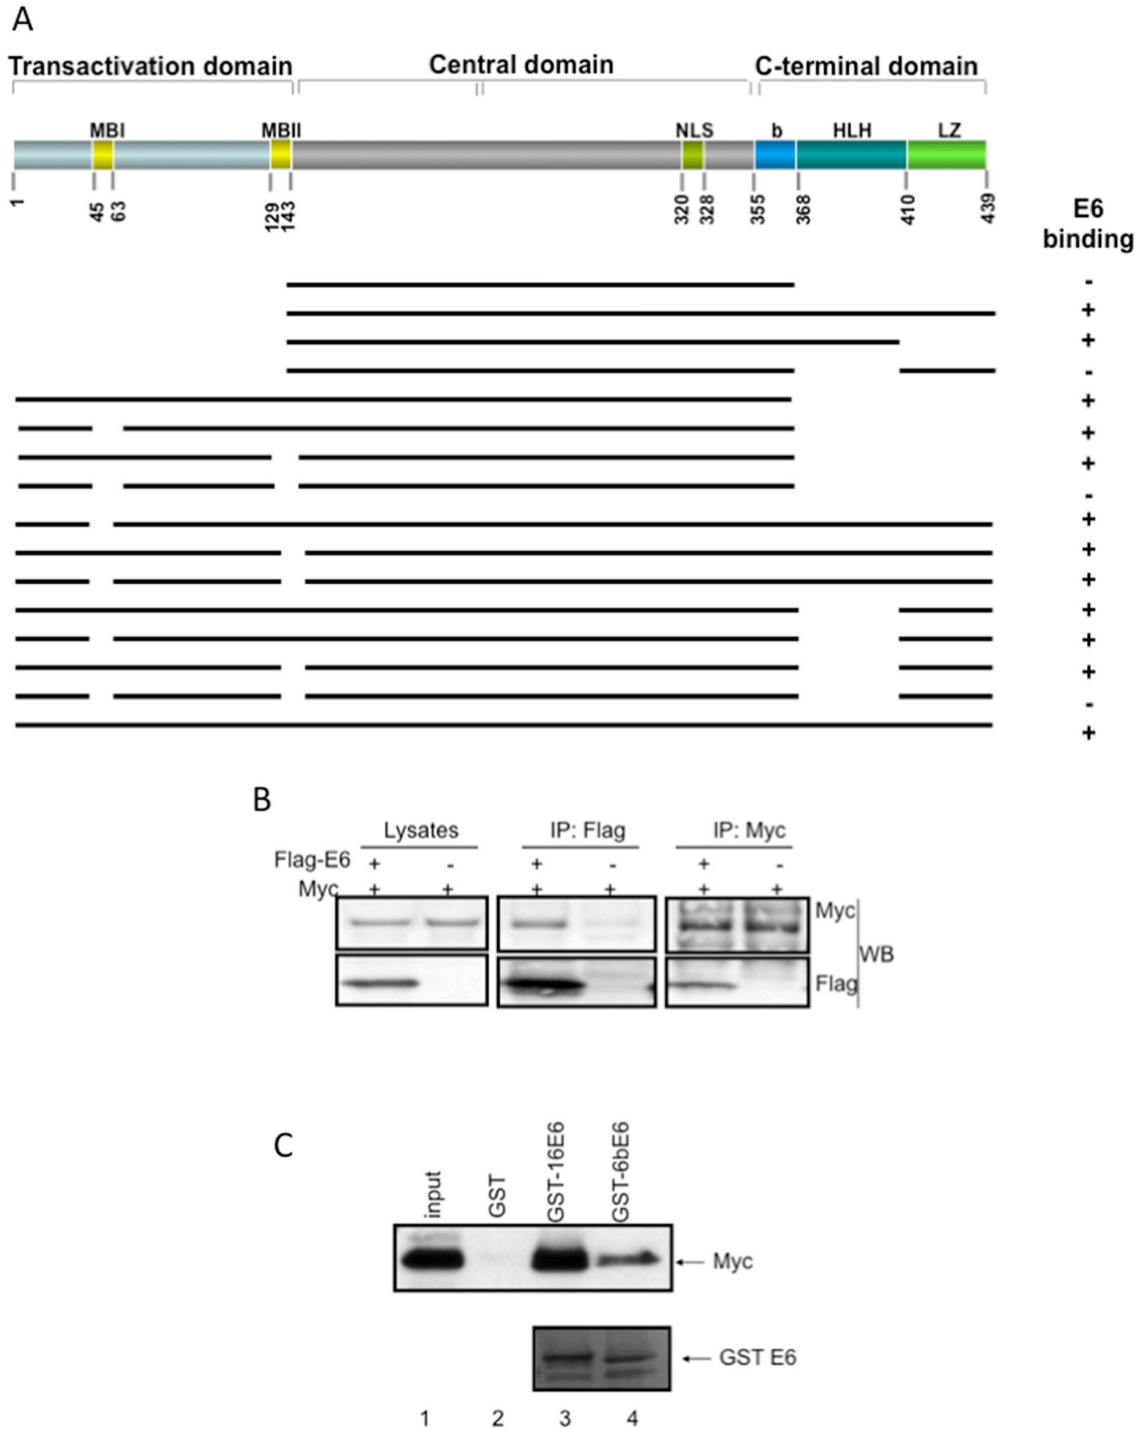 A
Transactivation domain Central domain C-terminal domain
MBI MBII NLS b HLH LZ
1 45 63 129 143 320 328 355 368 410 439
E6
binding
-
+
+
-
+
+
+
-
+
+
+
+
+
+
-
+
B
Lysates IP: Flag IP: Myc
Flag-E6 + - + - + -
Myc + + + + + +
Myc
WB
Flag
C
input GST GST-16E6 GST-6bE6
Myc
GST E6
1 2 3 4